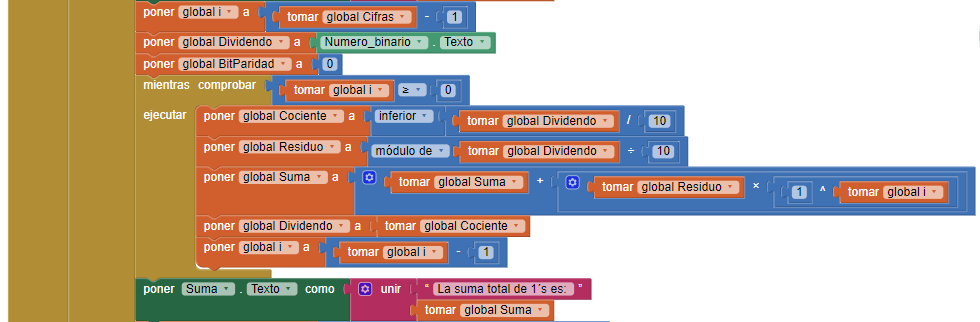 poner global i a tomar global Cifras - 1
poner global Dividendo a Numero_binario . Texto
poner global BitParidad a 0
mientras comprobar tomar global i ≥ 0
ejecutar poner global Cociente a inferior tomar global Dividendo / 10
poner global Residuo a módulo de tomar global Dividendo ÷ 10
poner global Suma a tomar global Suma + tomar global Residuo × 1 ^ tomar global i
poner global Dividendo a tomar global Cociente
poner global i a tomar global i - 1
poner Suma . Texto como unir “ La suma total de 1´s es: ”
tomar global Suma